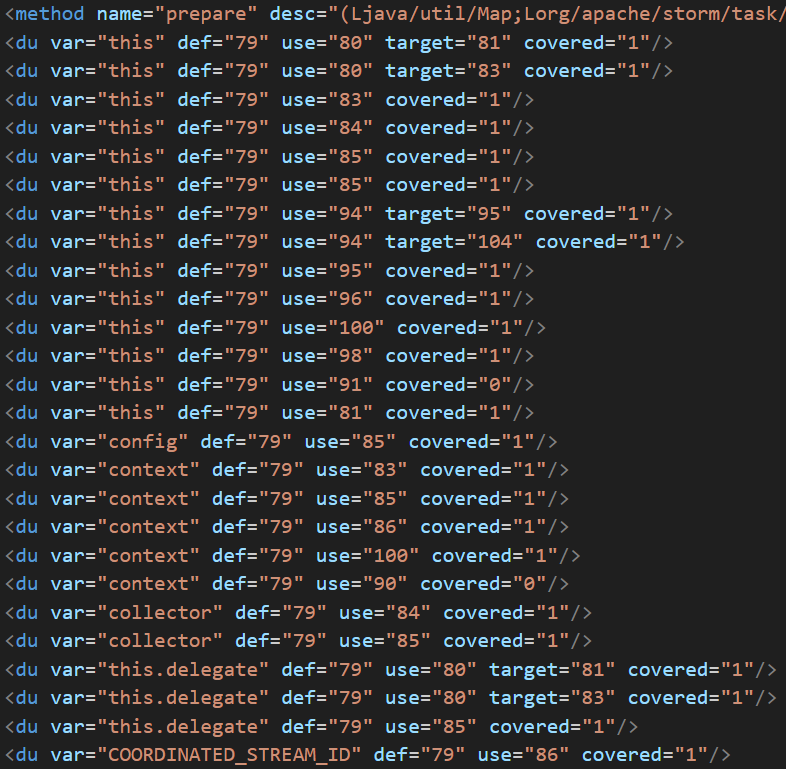 <method name="prepare" desc="(Ljava/util/Map;Lorg/apache/storm/task/
<du var="this" def="79" use="80" target="81" covered="1"/>
<du var="this" def="79" use="80" target="83" covered="1"/>
<du var="this" def="79" use="83" covered="1"/>
<du var="this" def="79" use="84" covered="1"/>
<du var="this" def="79" use="85" covered="1"/>
<du var="this" def="79" use="85" covered="1"/>
<du var="this" def="79" use="94" target="95" covered="1"/>
<du var="this" def="79" use="94" target="104" covered="1"/>
<du var="this" def="79" use="95" covered="1"/>
<du var="this" def="79" use="96" covered="1"/>
<du var="this" def="79" use="100" covered="1"/>
<du var="this" def="79" use="98" covered="1"/>
<du var="this" def="79" use="91" covered="0"/>
<du var="this" def="79" use="81" covered="1"/>
<du var="config" def="79" use="85" covered="1"/>
<du var="context" def="79" use="83" covered="1"/>
<du var="context" def="79" use="85" covered="1"/>
<du var="context" def="79" use="86" covered="1"/>
<du var="context" def="79" use="100" covered="1"/>
<du var="context" def="79" use="90" covered="0"/>
<du var="collector" def="79" use="84" covered="1"/>
<du var="collector" def="79" use="85" covered="1"/>
<du var="this.delegate" def="79" use="80" target="81" covered="1"/>
<du var="this.delegate" def="79" use="80" target="83" covered="1"/>
<du var="this.delegate" def="79" use="85" covered="1"/>
<du var="COORDINATED_STREAM_ID" def="79" use="86" covered="1"/>